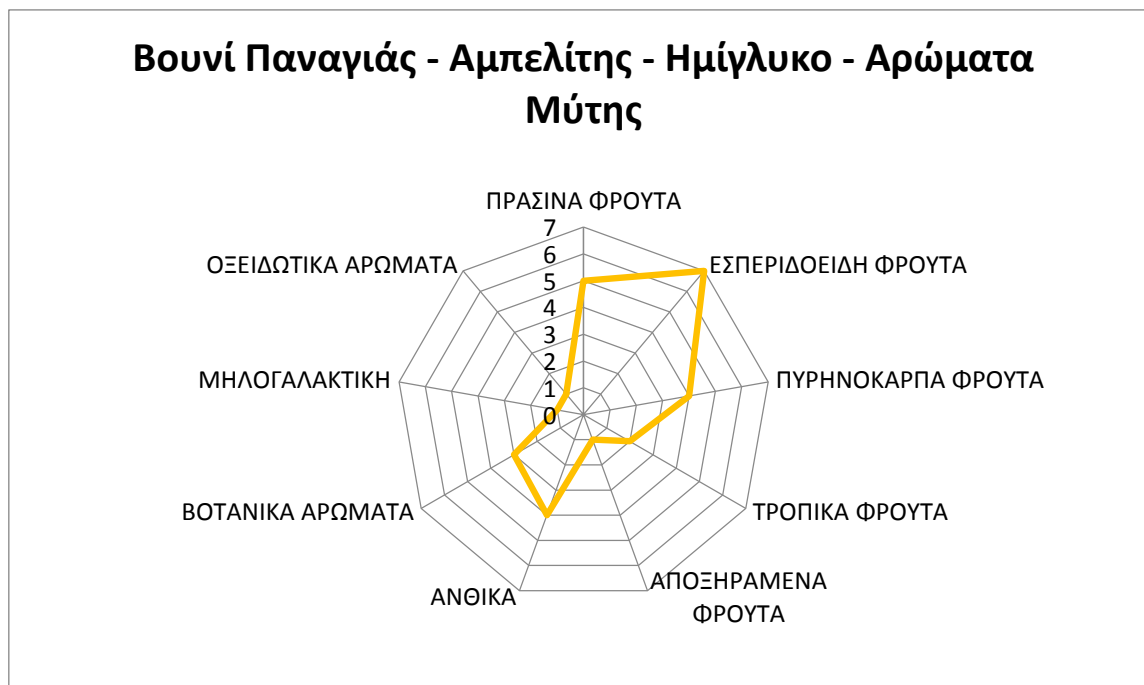 Βουνί Παναγιάς - Αμπελίτης - Ημίγλυκο - Αρώματα
Μύτης
ΠΡΑΣΙΝΑ ΦΡΟΥΤΑ
7
6
5
4
3
2
1
0
ΟΞΕΙΔΩΤΙΚΑ ΑΡΩΜΑΤΑ
ΕΣΠΕΡΙΔΟΕΙΔΗ ΦΡΟΥΤΑ
ΜΗΛΟΓΑΛΑΚΤΙΚΗ
ΠΥΡΗΝΟΚΑΡΠΑ ΦΡΟΥΤΑ
ΒΟΤΑΝΙΚΑ ΑΡΩΜΑΤΑ
ΤΡΟΠΙΚΑ ΦΡΟΥΤΑ
ΑΝΘΙΚΑ
ΑΠΟΞΗΡΑΜΕΝΑ
ΦΡΟΥΤΑ